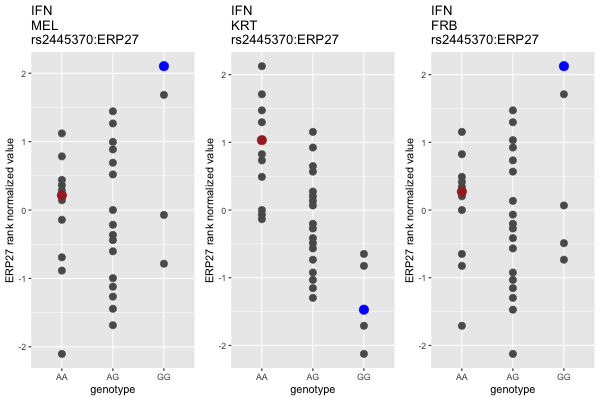 IFN
MEL
rs2445370:ERP27
ERP27 rank normalized value
2
1
0
-1
-2
AA
AG
GG
genotype
IFN
KRT
rs2445370:ERP27
ERP27 rank normalized value
2
1
0
-1
-2
AA
AG
GG
genotype
IFN
FRB
rs2445370:ERP27
ERP27 rank normalized value
2
1
0
-1
-2
AA
AG
GG
genotype